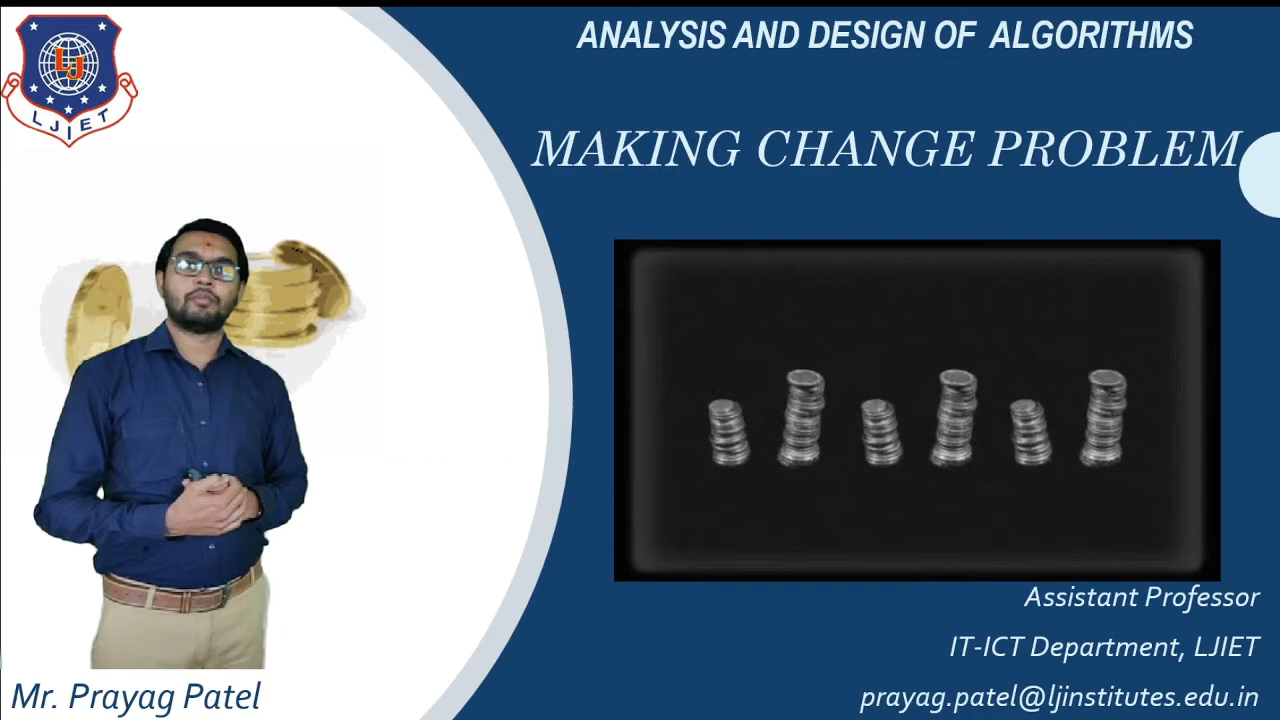 ANALYSIS AND DESIGN OF ALGORITHMS
LJ
LJIET
MAKING CHANGE PROBLEM
Assistant Professor
IT-ICT Department, LJIET
Mr. Prayag Patel
prayag.patel@ljinstitutes.edu.in